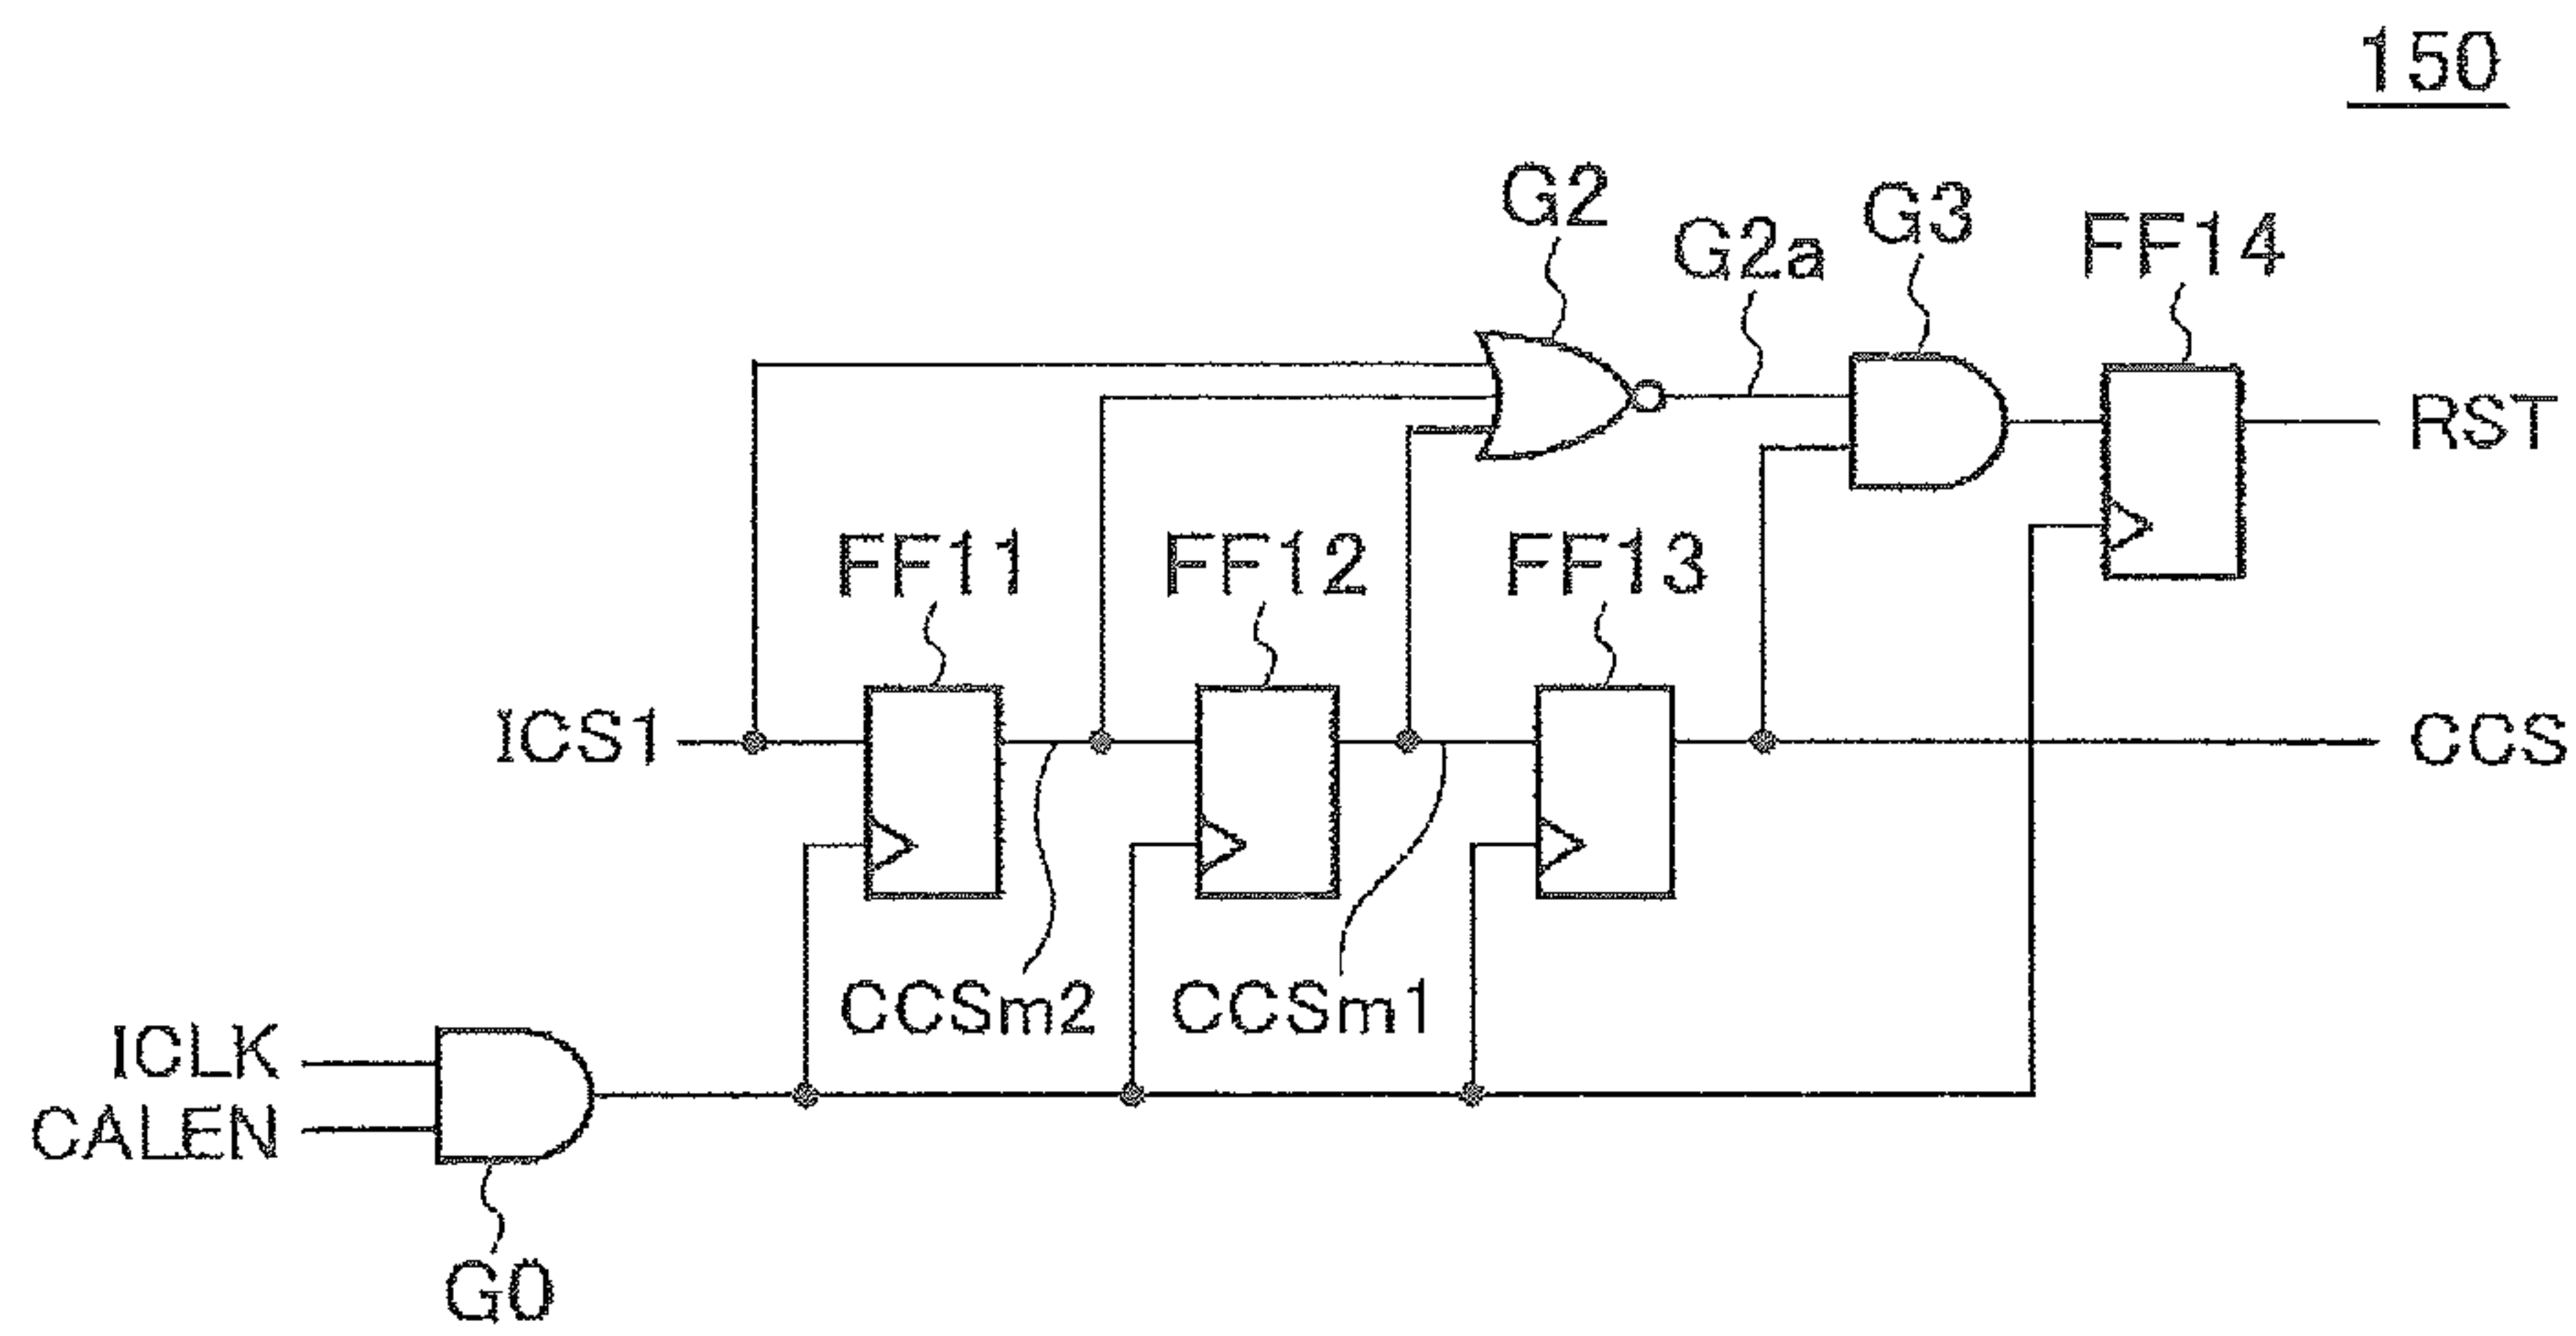 150
G2
G2a
G3
FF14
RST
FF11
FF12
FF13
ICS1
CCS
CCSm2
CCSm1
ICLK
CALEN
G0